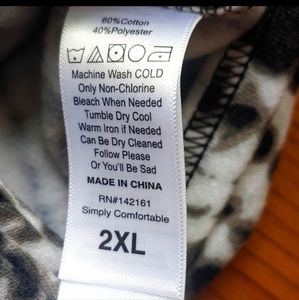 60%Cotton
40%Polyester
Machine Wash COLD
Only Non-Chlorine
Bleach When Needed
Tumble Dry Cool
Warm Iron if Needed
Can Be Dry Cleaned
Follow Please
Or You'll Be Sad
MADE IN CHINA
RN#142161
Simply Comfortable
2XL